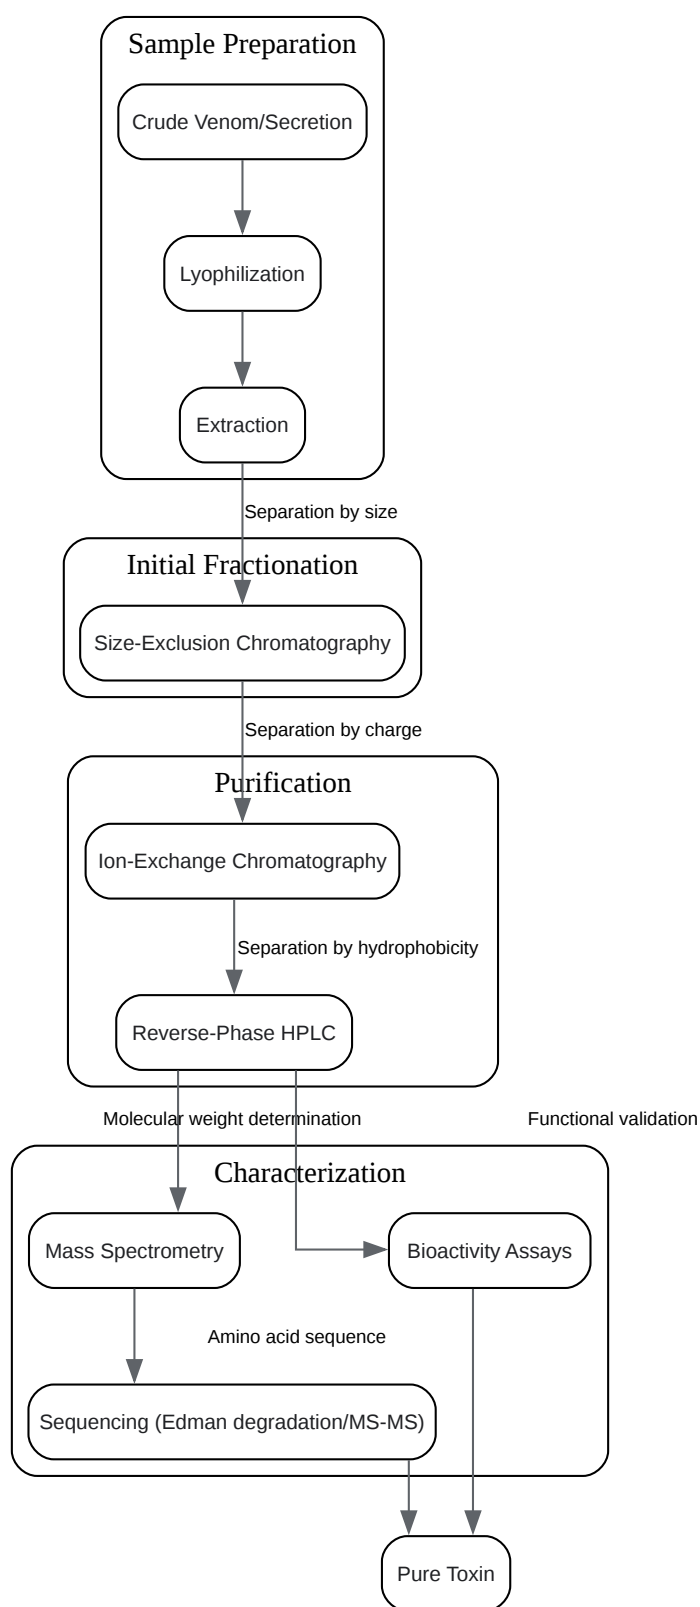 Sample Preparation
Crude Venom/Secretion
Lyophilization
Extraction
Separation by size
Initial Fractionation
Size-Exclusion Chromatography
Separation by charge
Purification
Ion-Exchange Chromatography
Separation by hydrophobicity
Reverse-Phase HPLC
Molecular weight determination
Functional validation
Characterization
Mass Spectrometry
Bioactivity Assays
Amino acid sequence
Sequencing (Edman degradation/MS-MS)
Pure Toxin